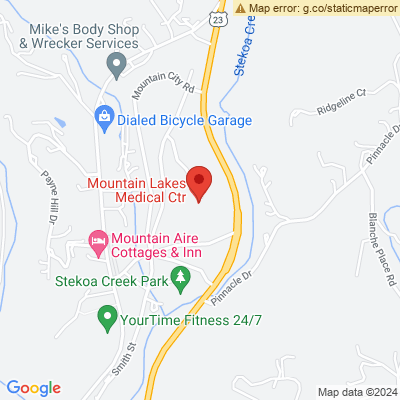 Map error: g.co/staticmaperror
Mike's Body Shop
& Wrecker Services
23
Stekoa Cre
Mountain City Rd
Ridgeline Ct
Dialed Bicycle Garage
Pinnacle Dr
Payne Hill Dr
Mountain Lakes
Medical Ctr
Blanche Place Rd
Mountain Aire
Cottages & Inn
Stekoa Creek Park
Pinnacle Dr
YourTime Fitness 24/7
Smith St
Google
Map data ©2024